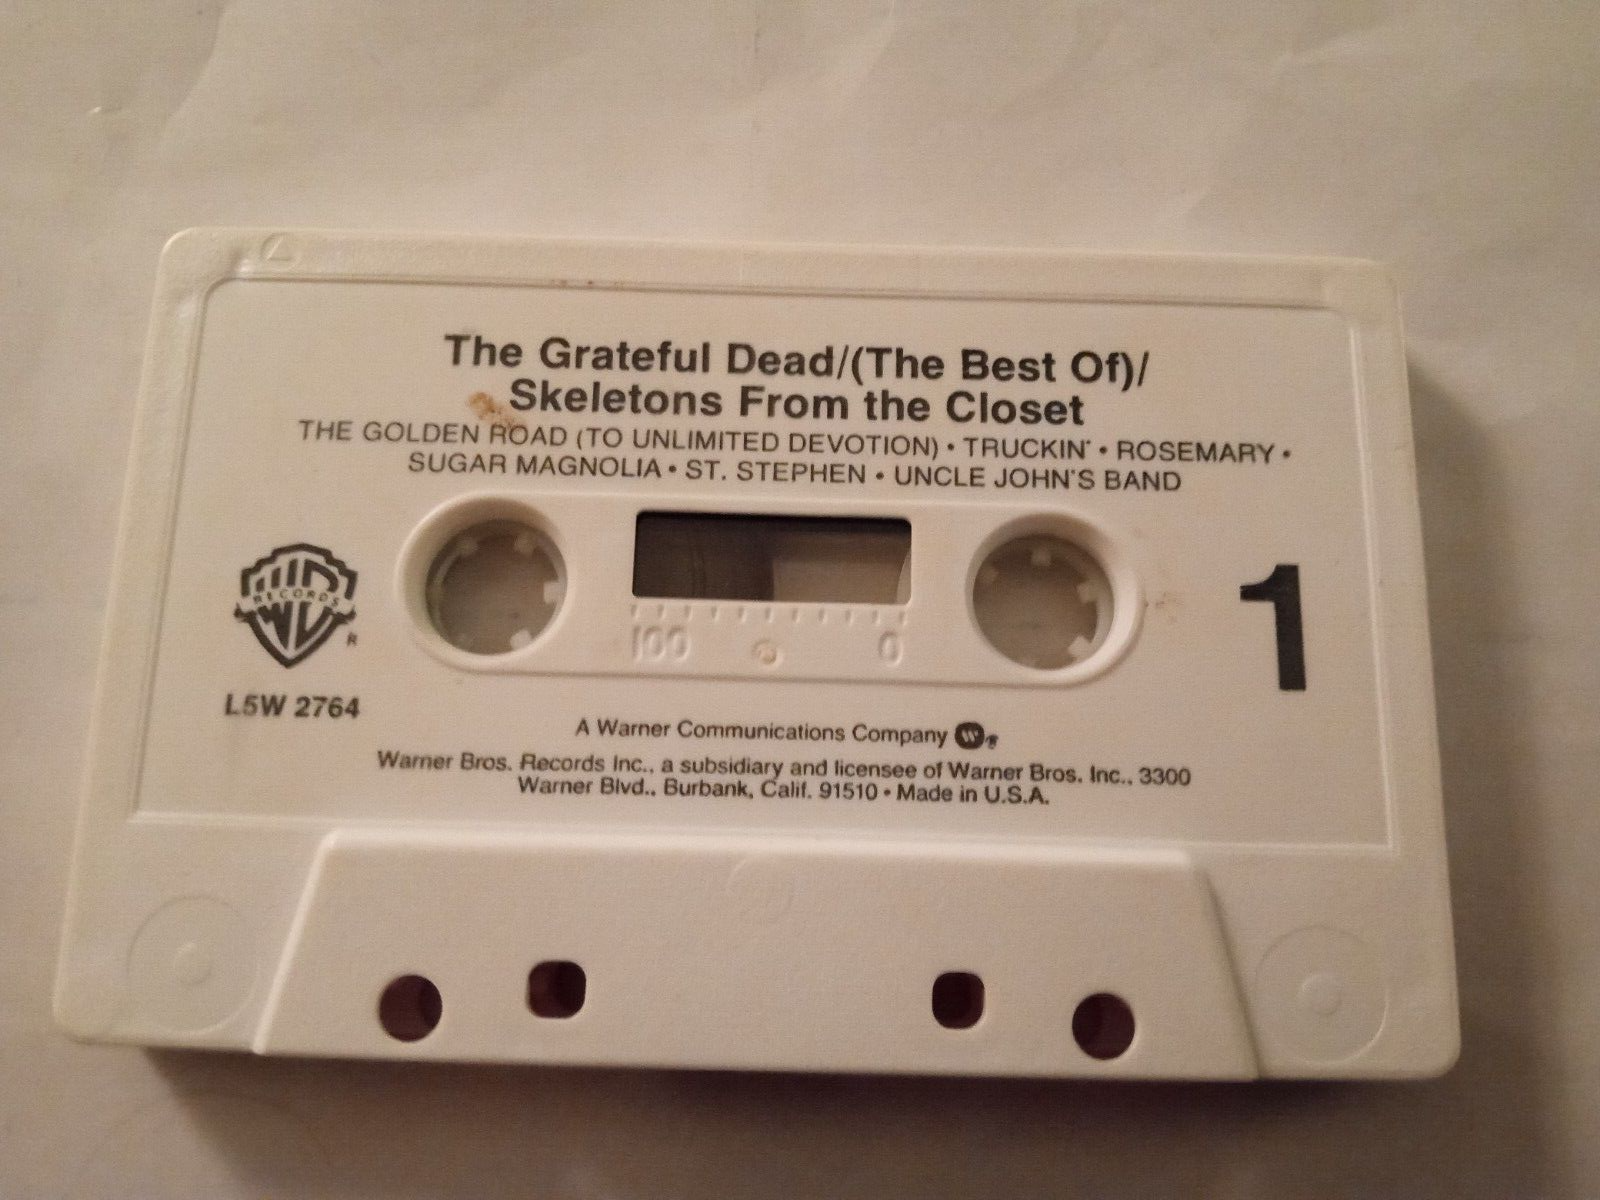 The Grateful Dead/(The Best Of)/
Skeletons From the Closet
THE GOLDEN ROAD (TO UNLIMITED DEVOTION) • TRUCKIN' • ROSEMARY •
SUGAR MAGNOLIA • ST. STEPHEN • UNCLE JOHN'S BAND
WB
RECORDS
®
100 0
1
L5W 2764
A Warner Communications Company
Warner Bros. Records Inc., a subsidiary and licensee of Warner Bros. Inc., 3300
Warner Blvd., Burbank, Calif. 91510 • Made in U.S.A.